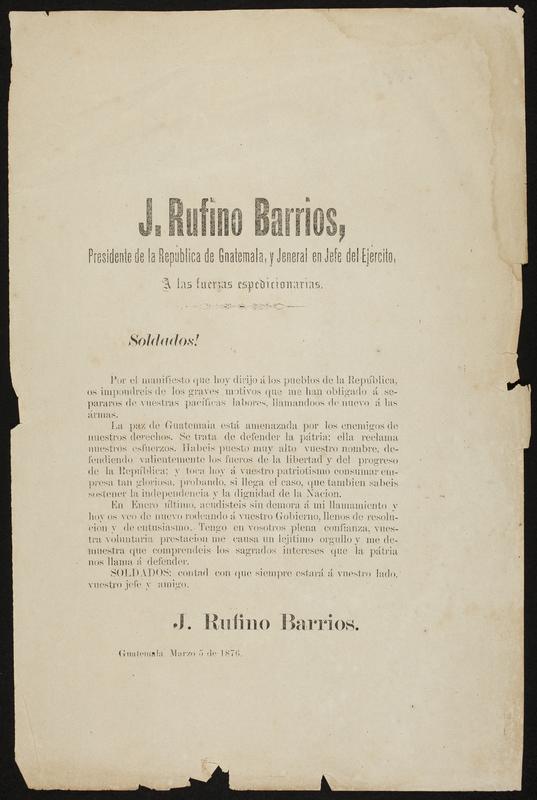 J. Rufino Barrios,
Presidente de la Republica de Gnatemala, y Jeneral en Jefe del Ejercito,
A las fuerzas espedicionarias.
Soldados!
Por el manifiesto que hoy dirijo á los pueblos de la República,
os impondreis de los graves motivos que me han obligado á se-
pararos de vuestras pacíficas labores, llamandoos de nuevo á las
ármas.
La paz de Guatemala está amenazada por los enemigos de
nuestros derechos. Se trata de defender la pátria: ella reclama
nuestros esfuerzos. Habeis puesto muy alto vuestro nombre, de-
fendiendo valientemente los fueros de la libertad y del progreso
de la República; y toca hoy á vuestro patriotismo consumar em-
presa tan gloriosa, probando, si llega el caso, que tambien sabeis
sostener la independencia y la dignidad de la Nacion.
En Enero último, acudisteis sin demora á mi llamamiento y
hoy os veo de nuevo rodeando á vuestro Gobierno, llenos de resolu-
cion y de entusiasmo. Tengo en vosotros plena confianza, vues-
tra voluntaria prestacion me causa un lejítimo orgullo y me de-
muestra que comprendeis los sagrados intereses que la pátria
nos llama á defender.
SOLDADOS: contad con que siempre estará á vuestro lado,
vuestro jefe y amigo.
J. Rufino Barrios.
Guatemala, Marzo 5 de 1876.